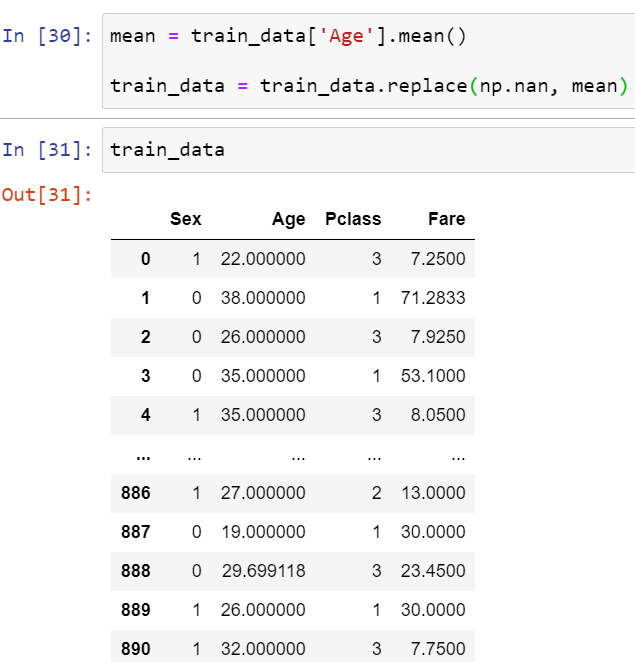 In [30]: mean = train_data['Age'].mean()
train_data = train_data.replace(np.nan, mean)
In [31]: train_data
Out[31]:
Sex Age Pclass Fare
0 1 22.000000 3 7.2500
1 0 38.000000 1 71.2833
2 0 26.000000 3 7.9250
3 0 35.000000 1 53.1000
4 1 35.000000 3 8.0500
... ... ... ... ...
886 1 27.000000 2 13.0000
887 0 19.000000 1 30.0000
888 0 29.699118 3 23.4500
889 1 26.000000 1 30.0000
890 1 32.000000 3 7.7500